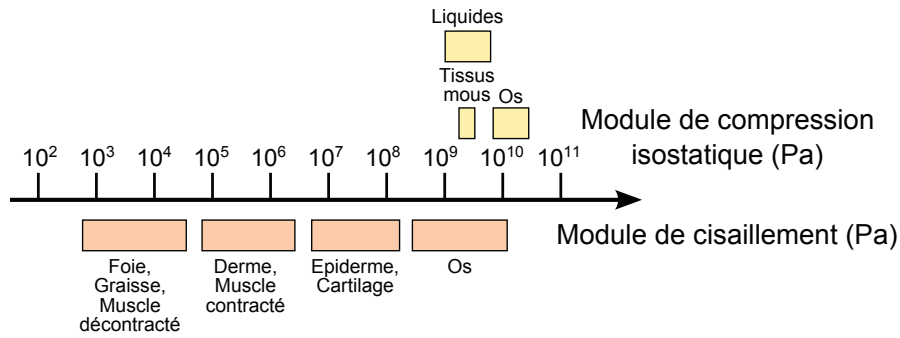 Liquides
Tissus
mous
Os
Module de compression
isostatique (Pa)
10² 10³ 10⁴ 10⁵ 10⁶ 10⁷ 10⁸ 10⁹ 10¹⁰ 10¹¹
Module de cisaillement (Pa)
Foie,
Graisse,
Muscle
décontracté
Derme,
Muscle
contracté
Epiderme,
Cartilage
Os